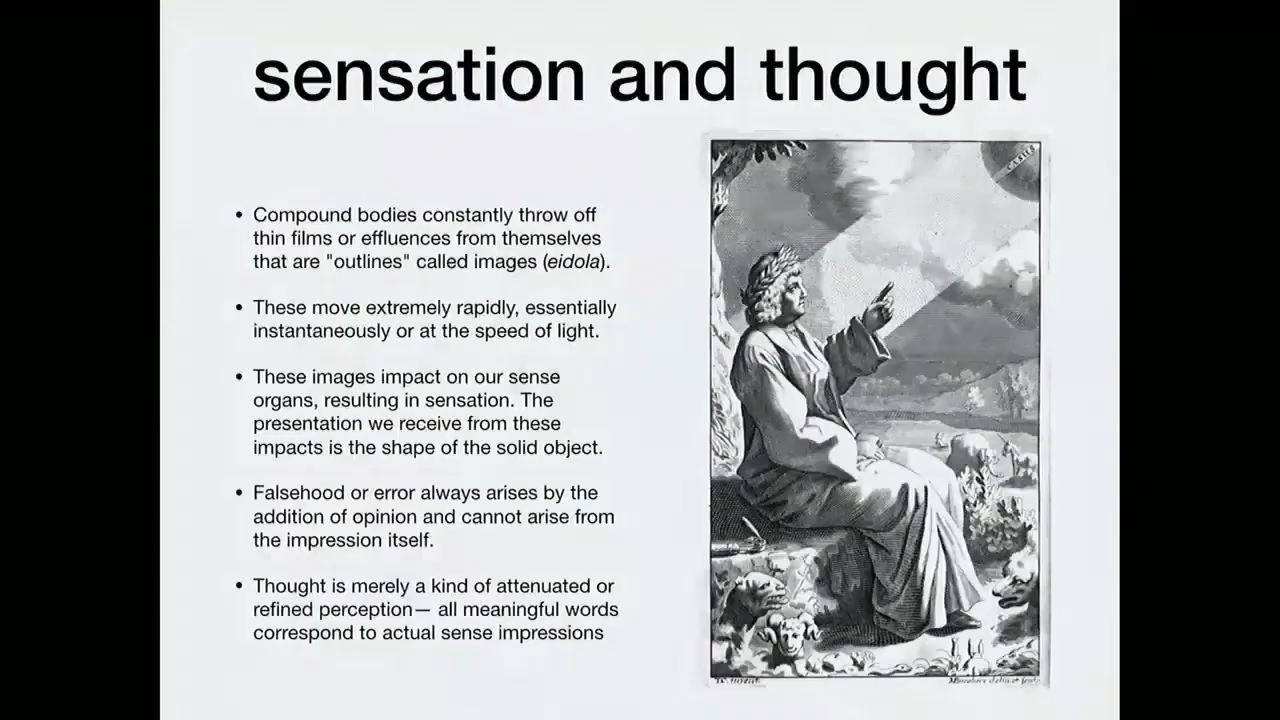 sensation and thought
• Compound bodies constantly throw off
thin films or effluences from themselves
that are "outlines" called images (eidola).
• These move extremely rapidly, essentially
instantaneously or at the speed of light.
• These images impact on our sense
organs, resulting in sensation. The
presentation we receive from these
impacts is the shape of the solid object.
• Falsehood or error always arises by the
addition of opinion and cannot arise from
the impression itself.
• Thought is merely a kind of attenuated or
refined perception— all meaningful words
correspond to actual sense impressions